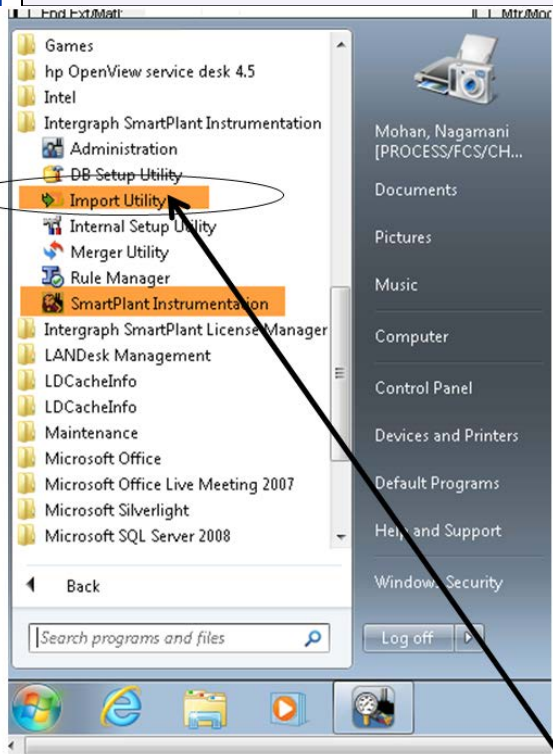 End Ext/Matl:
Games
hp OpenView service desk 4.5
Intel
Intergraph SmartPlant Instrumentation
Administration
DB Setup Utility
Import Utility
Internal Setup Utility
Merger Utility
Rule Manager
SmartPlant Instrumentation
Intergraph SmartPlant License Manager
LANDesk Management
LDCacheInfo
LDCacheInfo
Maintenance
Microsoft Office
Microsoft Office Live Meeting 2007
Microsoft Silverlight
Microsoft SQL Server 2008
Back
Search programs and files
Mohan, Nagamani
[PROCESS/FCS/CH...
Documents
Pictures
Music
Computer
Control Panel
Devices and Printers
Default Programs
Help and Support
Windows Security
Log off